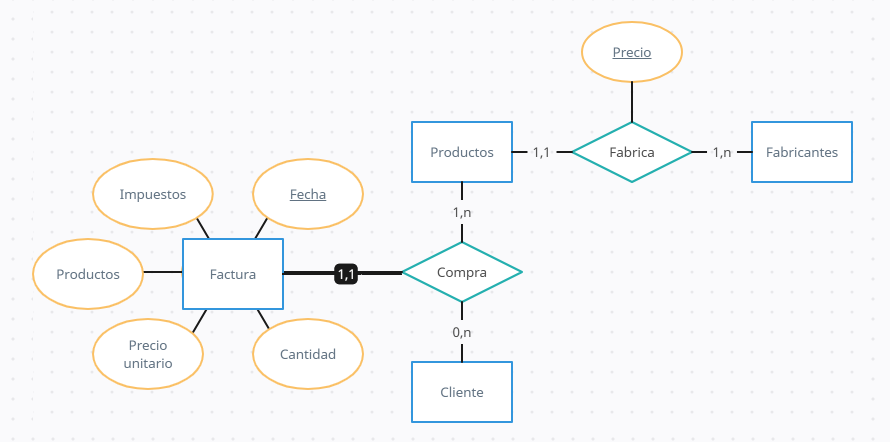 Precio
Productos
1,1
Fabrica
1,n
Fabricantes
Impuestos
Fecha
1,n
Productos
Factura
1,1
Compra
Precio
unitario
Cantidad
0,n
Cliente